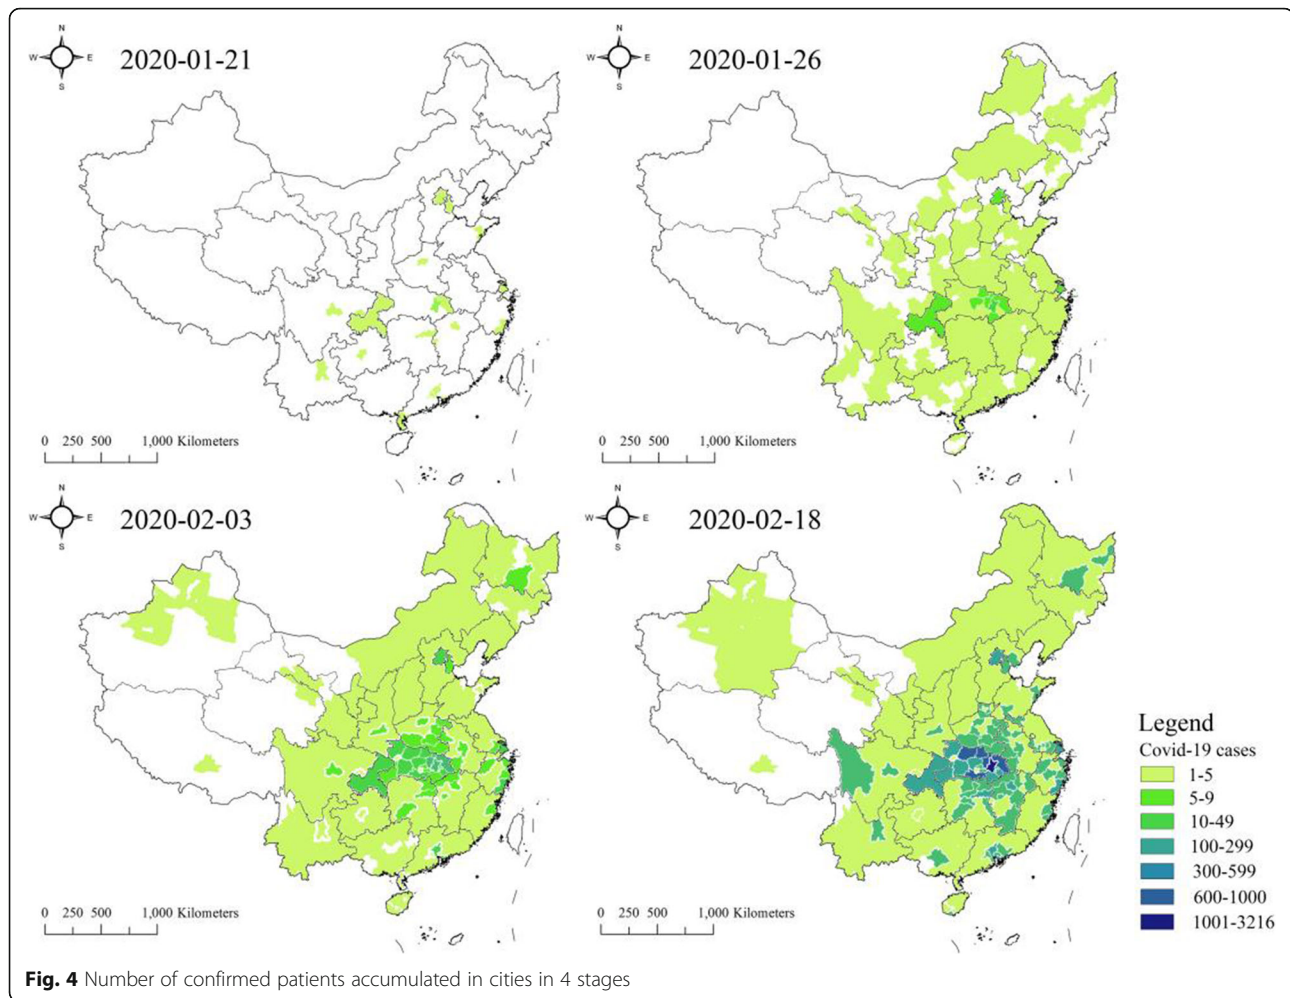 N
W E
S
2020-01-21
0 250 500 1,000 Kilometers
N
W E
S
2020-01-26
0 250 500 1,000 Kilometers
N
W E
S
2020-02-03
0 250 500 1,000 Kilometers
N
W E
S
2020-02-18
0 250 500 1,000 Kilometers
Legend
Covid-19 cases
1-5
5-9
10-49
100-299
300-599
600-1000
1001-3216
Fig. 4 Number of confirmed patients accumulated in cities in 4 stages